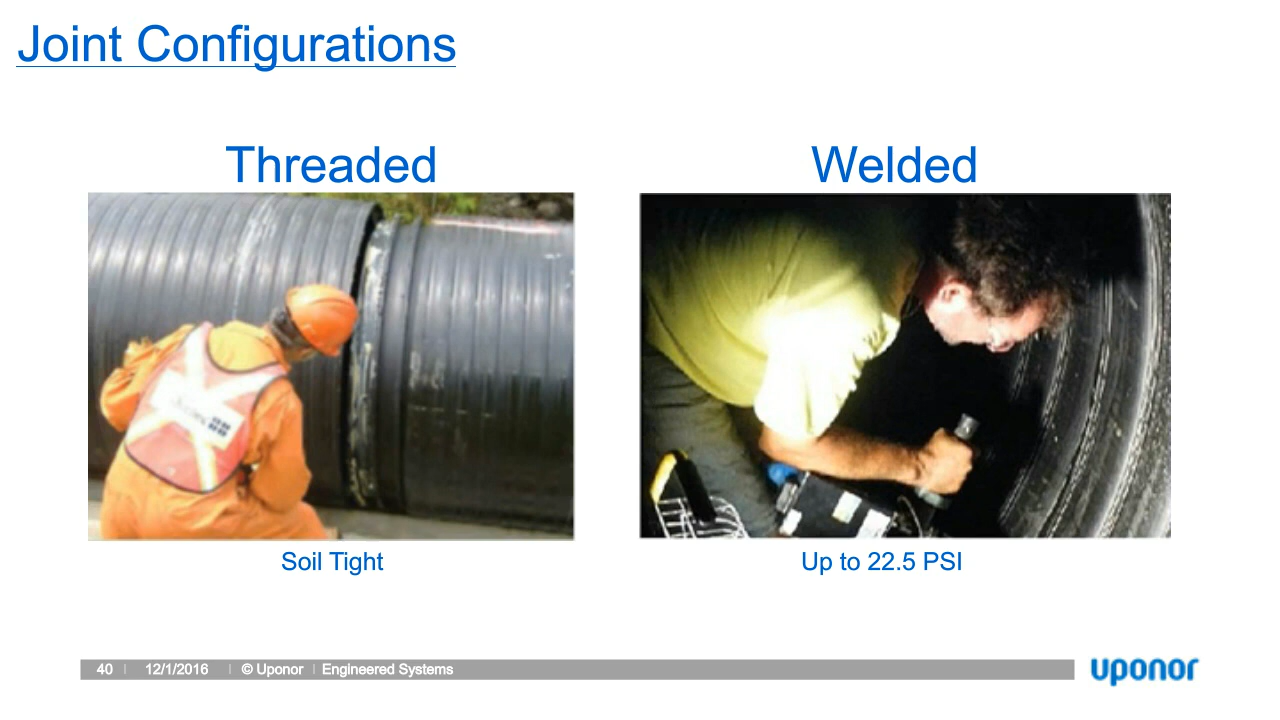 Joint Configurations
Threaded
Welded
Soil Tight
Up to 22.5 PSI
40 | 12/1/2016 | © Uponor | Engineered Systems
uponor